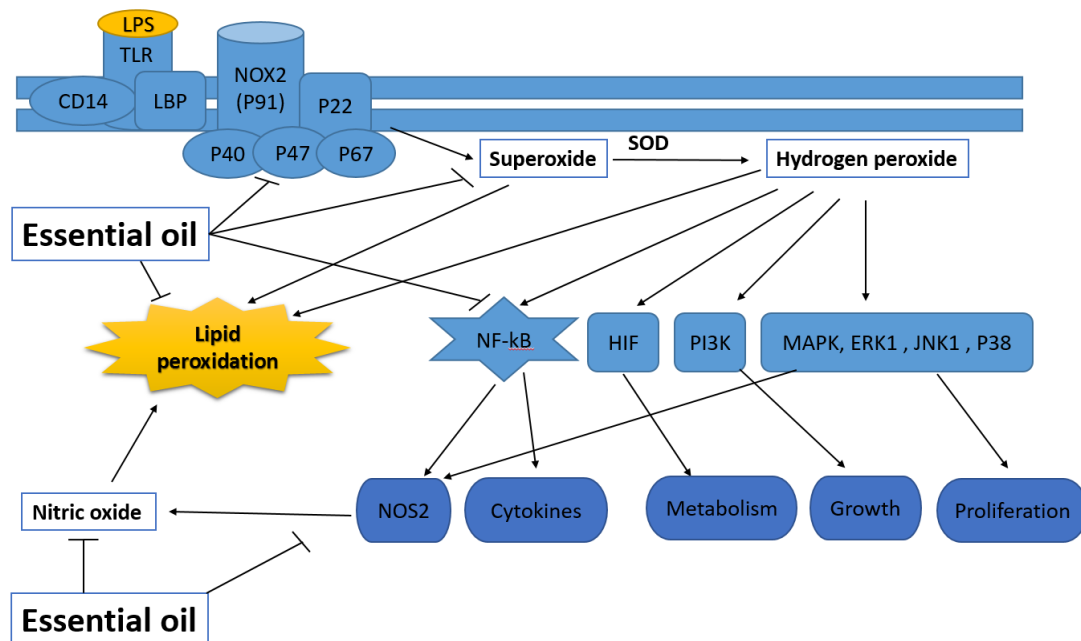 LPS
TLR
CD14
LBP
NOX2
(P91)
P22
P40
P47
P67
Superoxide
SOD
Hydrogen peroxide
Essential oil
Lipid
peroxidation
NF-kB
HIF
PI3K
MAPK, ERK1 , JNK1 , P38
Nitric oxide
NOS2
Cytokines
Metabolism
Growth
Proliferation
Essential oil